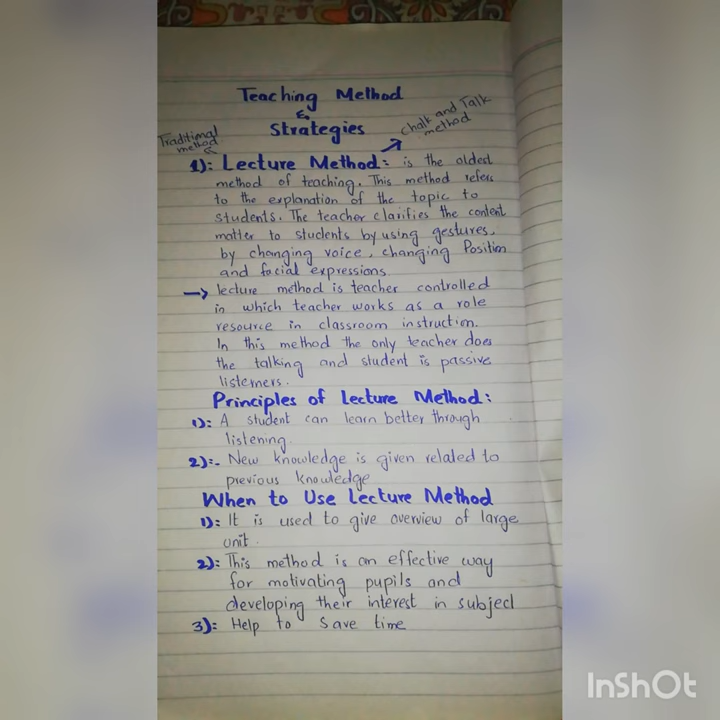 Teaching Method
&
Strategies
Traditional
method
Chalk and Talk
method
1): Lecture Method: is the oldest
method of teaching. This method refers
to the explanation of the topic to
students. The teacher clarifies the content
matter to students by using gestures,
by changing voice, changing Position
and facial expressions
→ lecture method is teacher controlled
in which teacher works as a role
resource in classroom instruction.
In this method the only teacher does
the talking and student is passive
listerners.
Principles of Lecture Method:
1): A student can learn better through
listening.
2):- New knowledge is given related to
previous knowledge
When to Use Lecture Method
1): It is used to give overview of large
unit.
2): This method is an effective way
for motivating pupils and
developing their interest in subject
3): Help to save time
InShOt